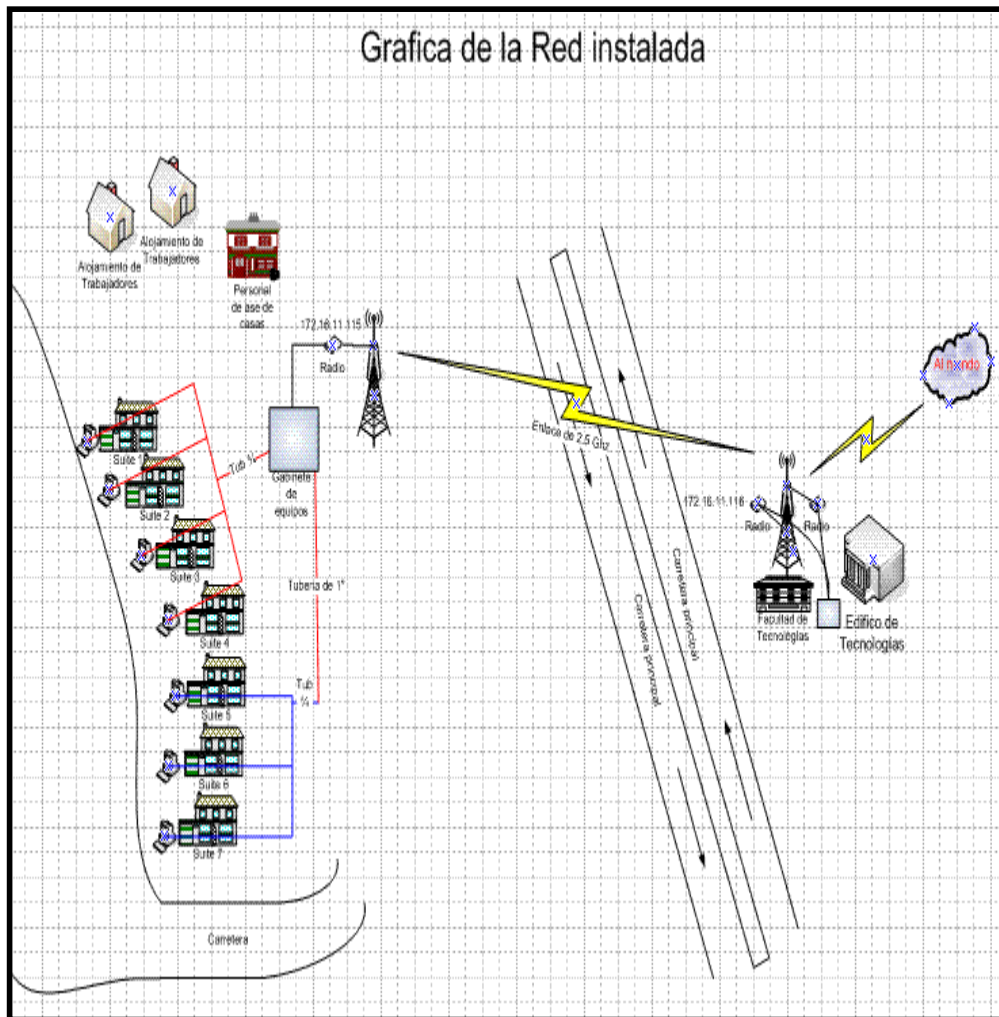 Grafica de la Red instalada
Alojamiento de
Trabajadores
Alojamiento de
Trabajadores
Personal
de ase de
casas
172.16.11.115
Radio
Al mundo
Enlace de 2,5 Ghz
Suite 1
Tub ¾
Gabinete
de
equipos
Suite 2
172.16.11.116
Radio
Radio
Suite 3
Tuberia de 1"
Carretera principal
Carretera principal
Suite 4
Facultad de
Tecnologias
Edifico de
Tecnologías
Tub
¾
Suite 5
Suite 6
Suite 7
Carretera